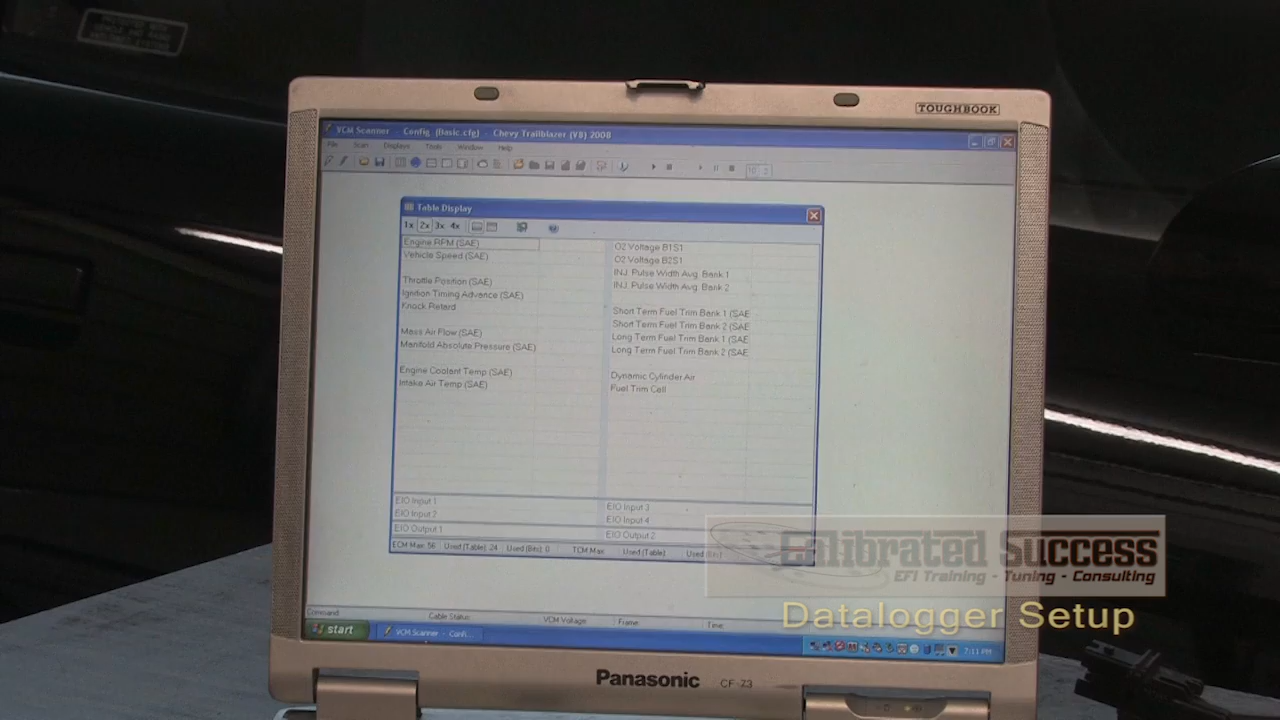 TOUGHBOOK
VCM Scanner - Config (Basic.cfg) - Chevy Trailblazer (V8) 2008
File Scan Displays Tools Window Help
Table Display
1x 2x 3x 4x
Engine RPM (SAE)
Vehicle Speed (SAE)
Throttle Position (SAE)
Ignition Timing Advance (SAE)
Knock Retard
Mass Air Flow (SAE)
Manifold Absolute Pressure (SAE)
Engine Coolant Temp (SAE)
Intake Air Temp (SAE)
O2 Voltage B1S1
O2 Voltage B2S1
INJ. Pulse Width Avg. Bank 1
INJ. Pulse Width Avg. Bank 2
Short Term Fuel Trim Bank 1 (SAE
Short Term Fuel Trim Bank 2 (SAE
Long Term Fuel Trim Bank 1 (SAE
Long Term Fuel Trim Bank 2 (SAE
Dynamic Cylinder Air
Fuel Trim Cell
EIO Input 1
EIO Input 2
EIO Output 1
EIO Input 3
EIO Input 4
EIO Output 2
ECM Max: 56 Used (Table): 24 Used (Bits): 0 TCM Max: Used (Table): Used
Calibrated Success
EFI Training - Tuning - Consulting
Datalogger Setup
Command: Cable Status: VCM Voltage: Frame: Time:
start VCM Scanner - Confi... 7:11 PM
Panasonic CF-73